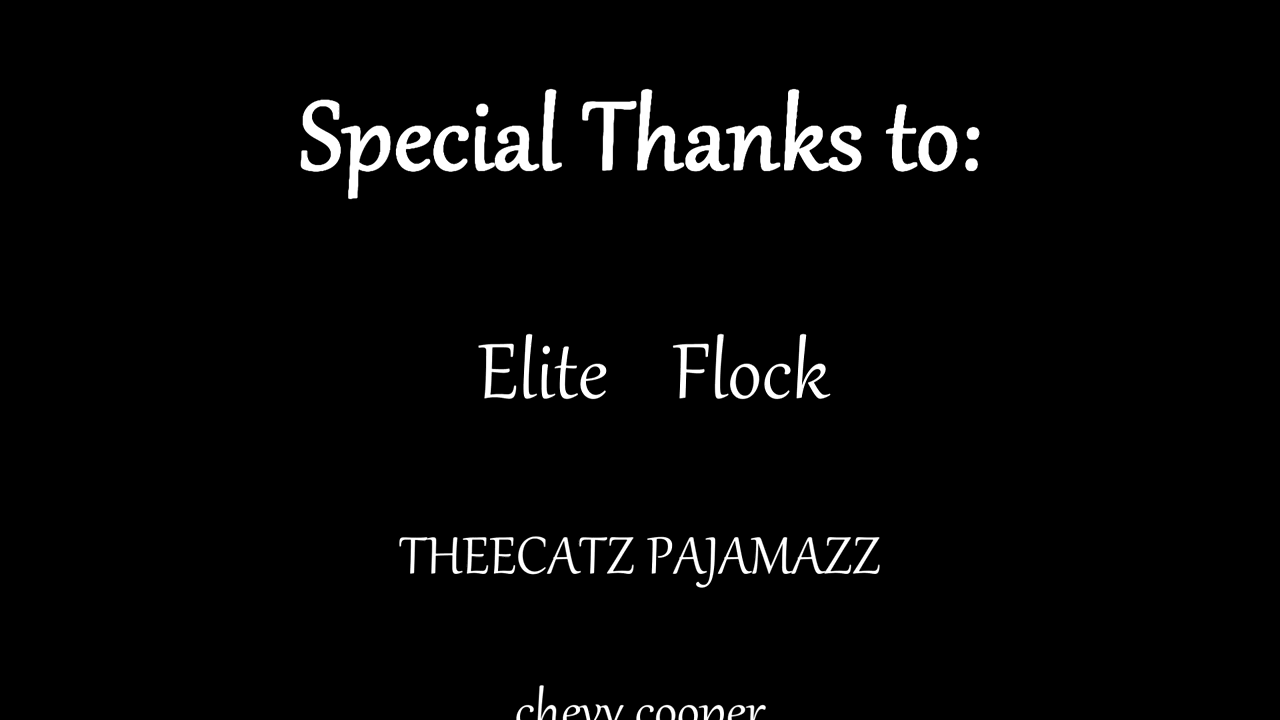 Special Thanks to:
Elite Flock
THEECATZ PAJAMAZZ
chevy cooper